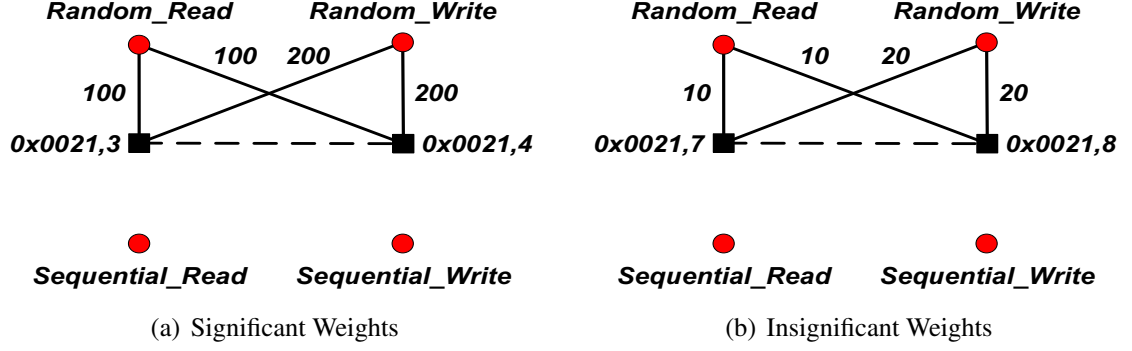 Random_Read Random_Write Random_Read Random_Write
100 200 10 20
100 200 10 20
0x0021,3 0x0021,4 0x0021,7 0x0021,8
Sequential_Read Sequential_Write Sequential_Read Sequential_Write
(a) Significant Weights (b) Insignificant Weights